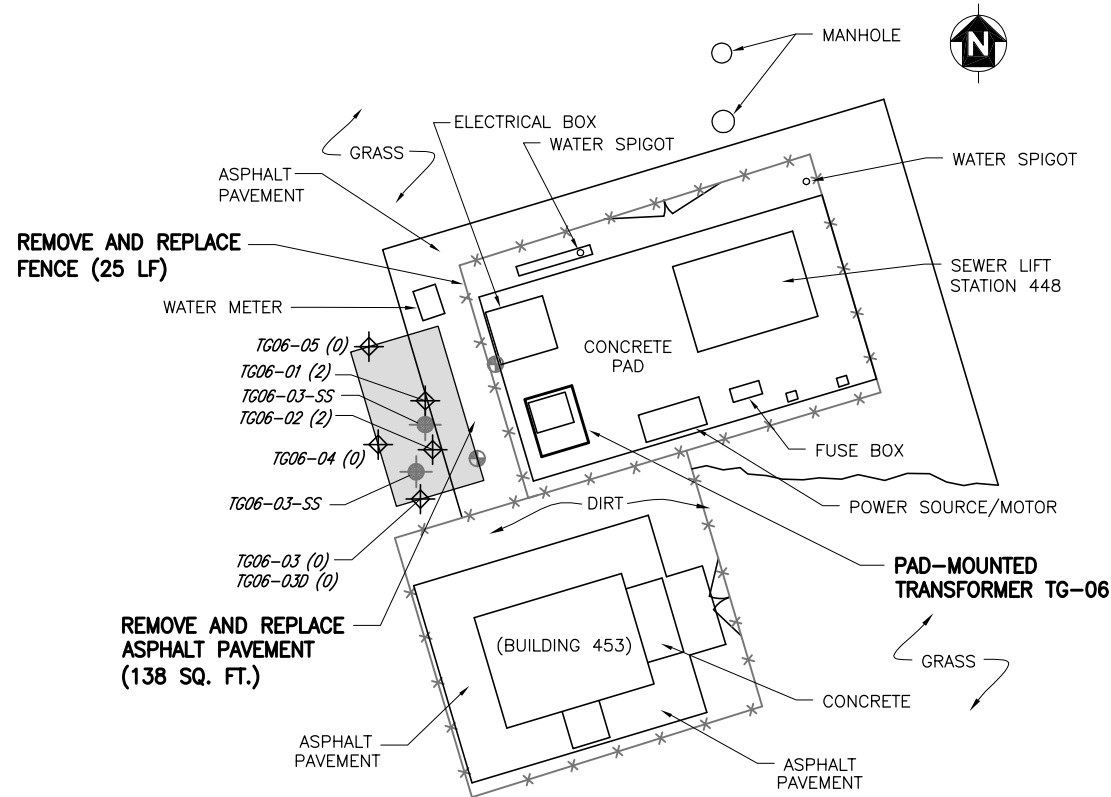 MANHOLE
N
ELECTRICAL BOX
WATER SPIGOT
GRASS
WATER SPIGOT
ASPHALT
PAVEMENT
REMOVE AND REPLACE
FENCE (25 LF)
SEWER LIFT
STATION 448
WATER METER
TG06-05 (0)
CONCRETE
PAD
TG06-01 (2)
TG06-03-SS
TG06-02 (2)
TG06-04 (0)
FUSE BOX
TG06-03-SS
DIRT
POWER SOURCE/MOTOR
TG06-03 (0)
TG06-03D (0)
PAD-MOUNTED
TRANSFORMER TG-06
REMOVE AND REPLACE
ASPHALT PAVEMENT
(138 SQ. FT.)
(BUILDING 453)
GRASS
CONCRETE
ASPHALT
PAVEMENT
ASPHALT
PAVEMENT